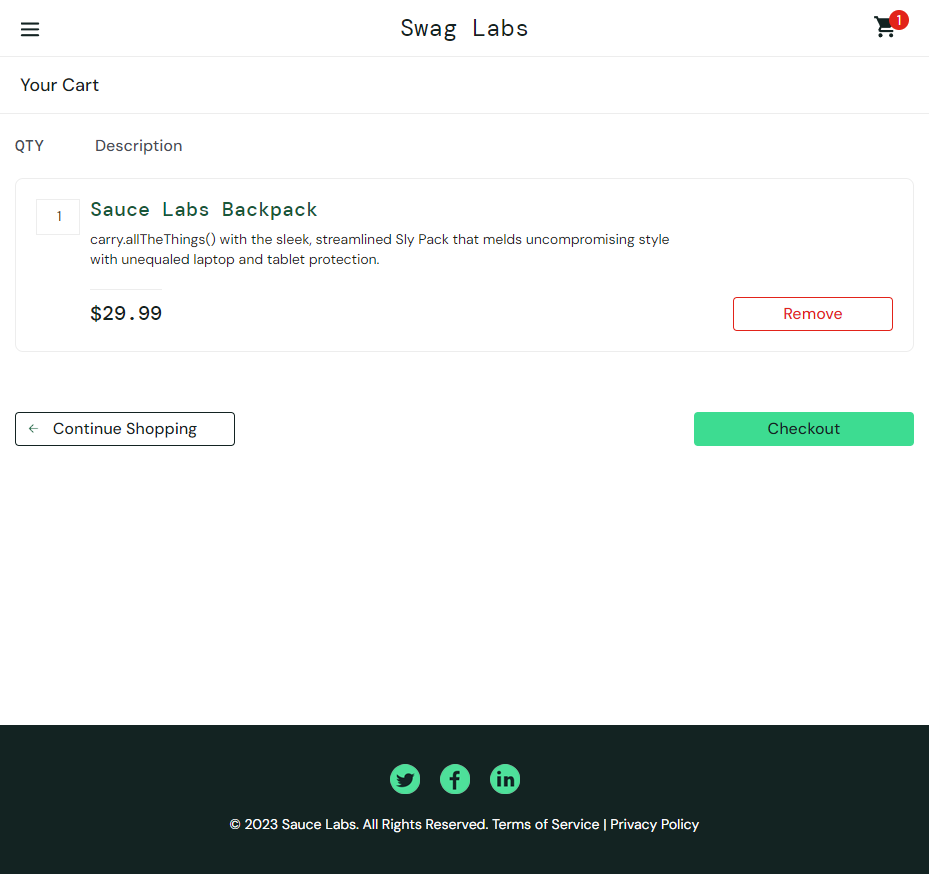 Swag Labs
1
Your Cart
QTY Description
1
Sauce Labs Backpack
carry.allTheThings() with the sleek, streamlined Sly Pack that melds uncompromising style
with unequaled laptop and tablet protection.
$29.99
Remove
Continue Shopping
Checkout
© 2023 Sauce Labs. All Rights Reserved. Terms of Service | Privacy Policy